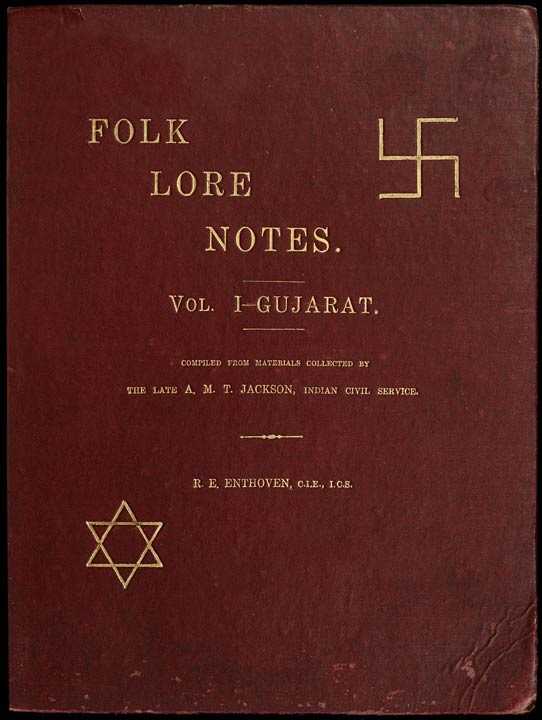 FOLK
LORE
NOTES.
VOL. I—GUJARAT.
COMPILED FROM MATERIALS COLLECTED BY
THE LATE A. M. T. JACKSON, INDIAN CIVIL SERVICE.
R. E. ENTHOVEN, C.I.E., I.C.S.